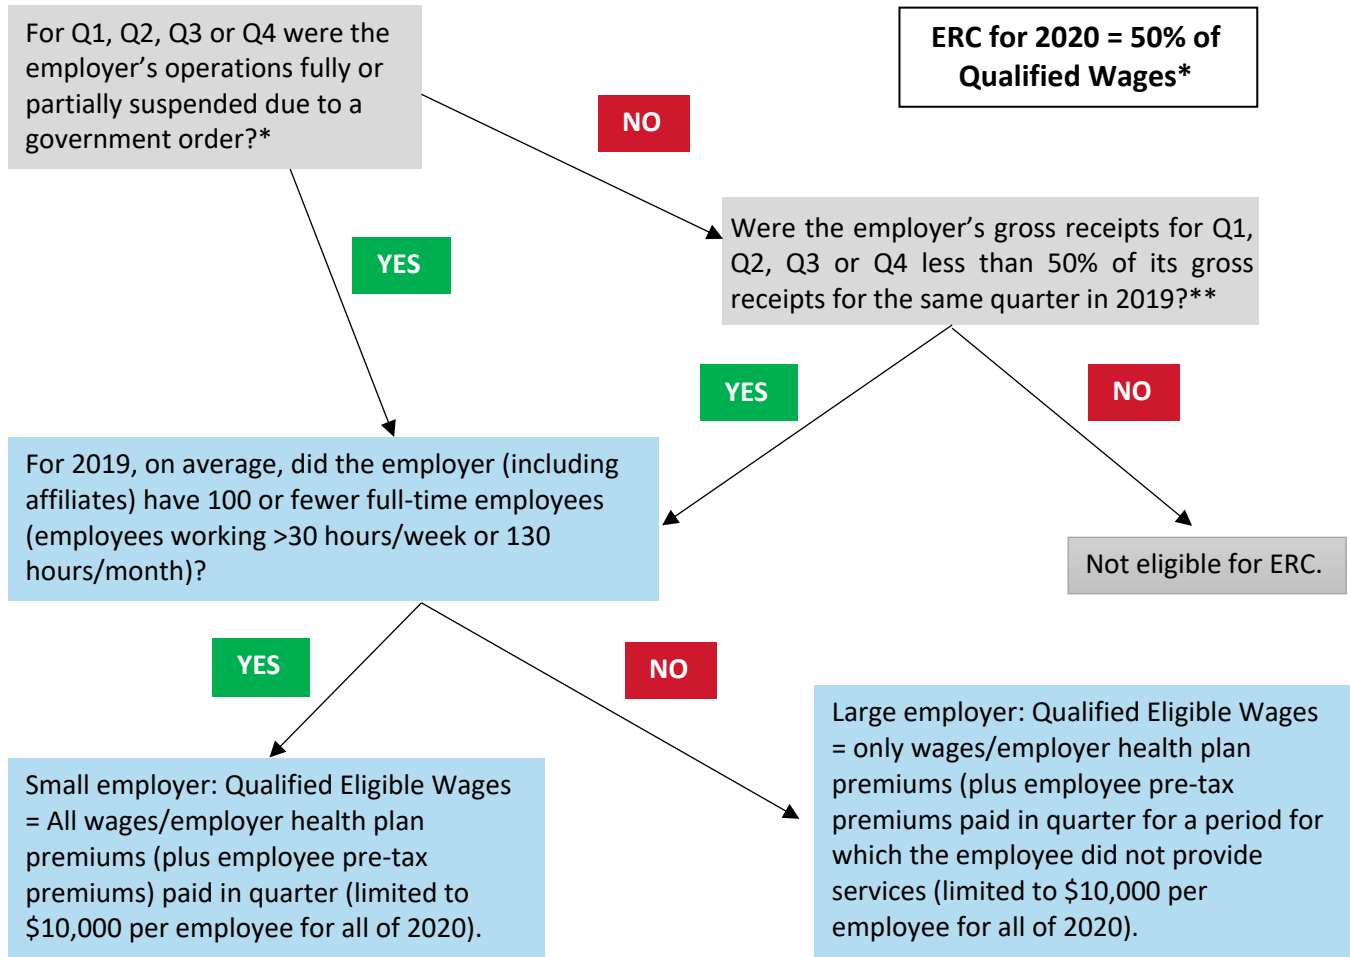 For Q1, Q2, Q3 or Q4 were the
employer’s operations fully or
partially suspended due to a
government order?*
ERC for 2020 = 50% of
Qualified Wages*
NO
YES
Were the employer’s gross receipts for Q1,
Q2, Q3 or Q4 less than 50% of its gross
receipts for the same quarter in 2019?**
YES
NO
For 2019, on average, did the employer (including
affiliates) have 100 or fewer full-time employees
(employees working >30 hours/week or 130
hours/month)?
Not eligible for ERC.
YES
NO
Small employer: Qualified Eligible Wages
= All wages/employer health plan
premiums (plus employee pre-tax
premiums) paid in quarter (limited to
$10,000 per employee for all of 2020).
Large employer: Qualified Eligible Wages
= only wages/employer health plan
premiums (plus employee pre-tax
premiums paid in quarter for a period for
which the employee did not provide
services (limited to $10,000 per
employee for all of 2020).